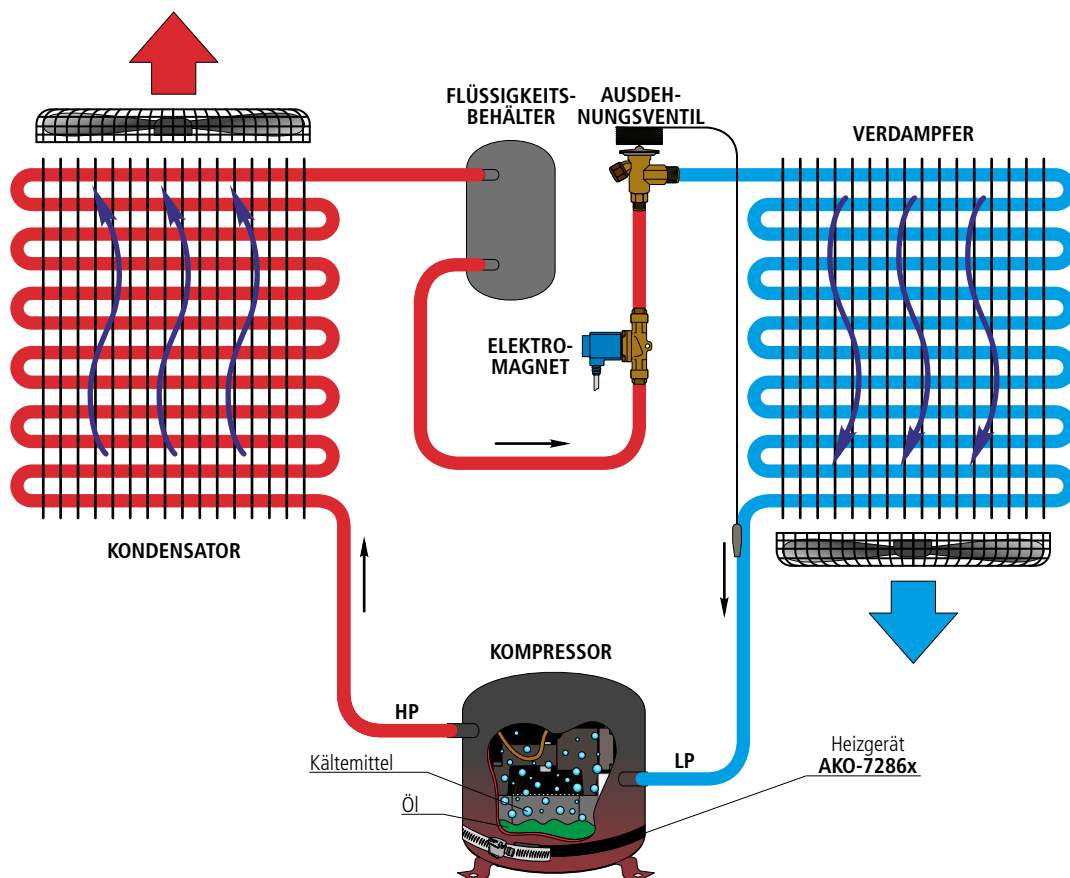 FLÜSSIGKEITS-
BEHÄLTER
AUSDEH-
NUNGSVENTIL
VERDAMPFER
ELEKTRO-
MAGNET
KONDENSATOR
KOMPRESSOR
HP
LP
Kältemittel
Öl
Heizgerät
AKO-7286x